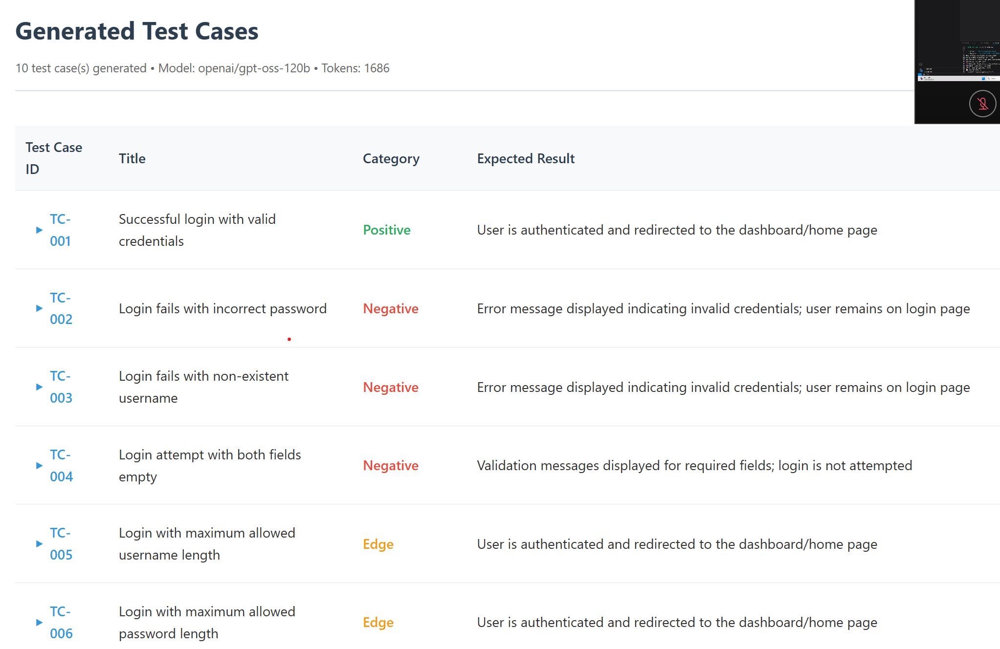 Generated Test Cases
10 test case(s) generated • Model: openai/gpt-oss-120b • Tokens: 1686
Test Case
ID
Title
Category
Expected Result
TC-
001
Successful login with valid
credentials
Positive
User is authenticated and redirected to the dashboard/home page
TC-
002
Login fails with incorrect password
Negative
Error message displayed indicating invalid credentials; user remains on login page
TC-
003
Login fails with non-existent
username
Negative
Error message displayed indicating invalid credentials; user remains on login page
TC-
004
Login attempt with both fields
empty
Negative
Validation messages displayed for required fields; login is not attempted
TC-
005
Login with maximum allowed
username length
Edge
User is authenticated and redirected to the dashboard/home page
TC-
006
Login with maximum allowed
password length
Edge
User is authenticated and redirected to the dashboard/home page